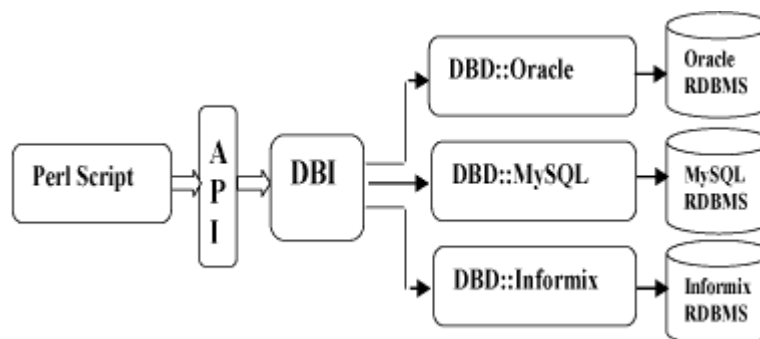 Perl Script
A
P
I
DBI
DBD::Oracle
Oracle
RDBMS
DBD::MySQL
MySQL
RDBMS
DBD::Informix
Informix
RDBMS